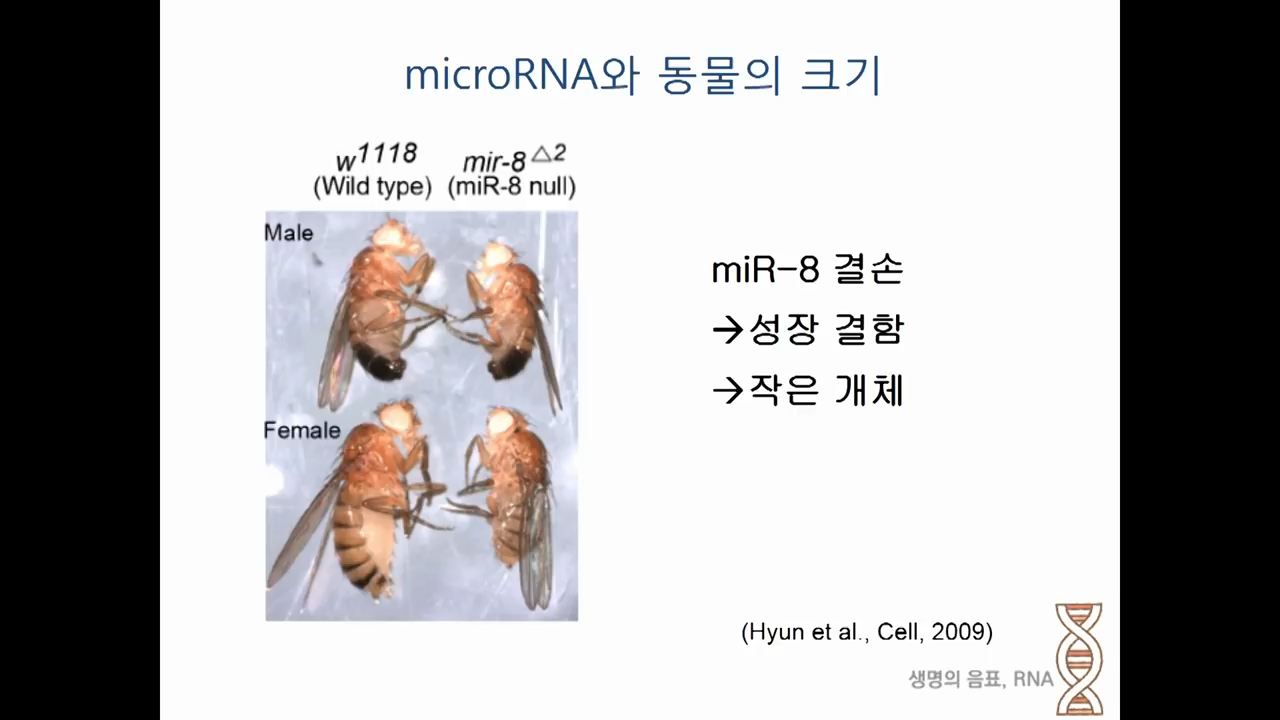 microRNA와 동물의 크기
w1118 mir-8△2
(Wild type) (miR-8 null)
Male
Female
miR-8 결손
→성장 결함
→작은 개체
(Hyun et al., Cell, 2009)
생명의 음표, RNA